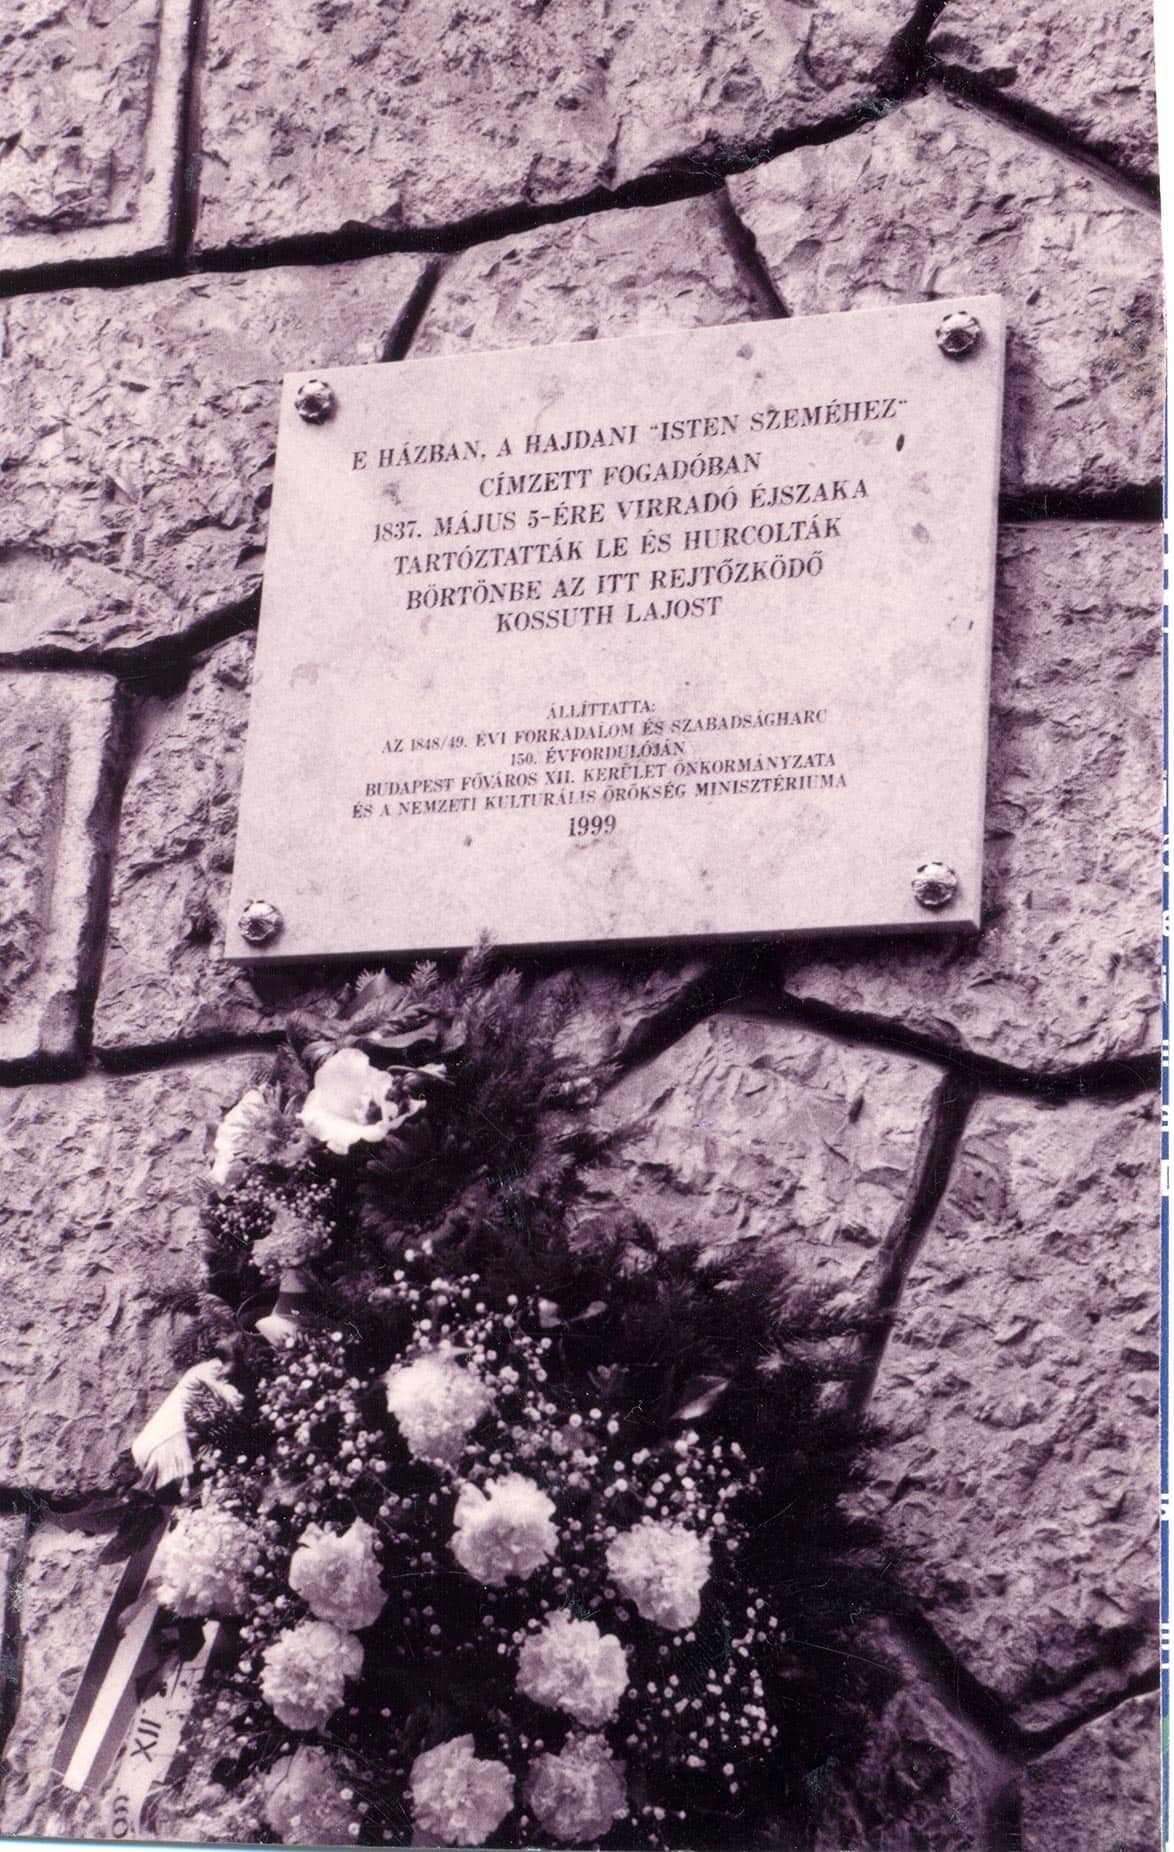 E HÁZBAN, A HAJDANI "ISTEN SZEMÉHEZ"
CÍMZETT FOGADÓBAN
1837. MÁJUS 5-ÉRE VIRRADÓ ÉJSZAKA
TARTÓZTATTÁK LE ÉS HURCOLTÁK
BÖRTÖNBE AZ ITT REJTŐZKÖDŐ
KOSSUTH LAJOST
ÁLLÍTTATTA:
AZ 1848/49. ÉVI FORRADALOM ÉS SZABADSÁGHARC
150. ÉVFORDULÓJÁN
BUDAPEST FŐVÁROS XII. KERÜLET ÖNKORMÁNYZATA
ÉS A NEMZETI KULTURÁLIS ÖRÖKSÉG MINISZTÉRIUMA
1999
XII